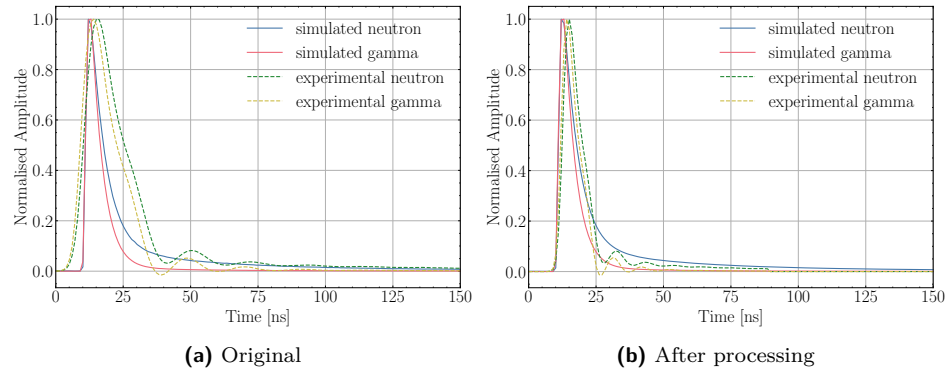 1.0
0.8
0.6
0.4
0.2
0.0
Normalised Amplitude
simulated neutron
simulated gamma
experimental neutron
experimental gamma
0 25 50 75 100 125 150
Time [ns]
(a) Original
1.0
0.8
0.6
0.4
0.2
0.0
Normalised Amplitude
simulated neutron
simulated gamma
experimental neutron
experimental gamma
0 25 50 75 100 125 150
Time [ns]
(b) After processing